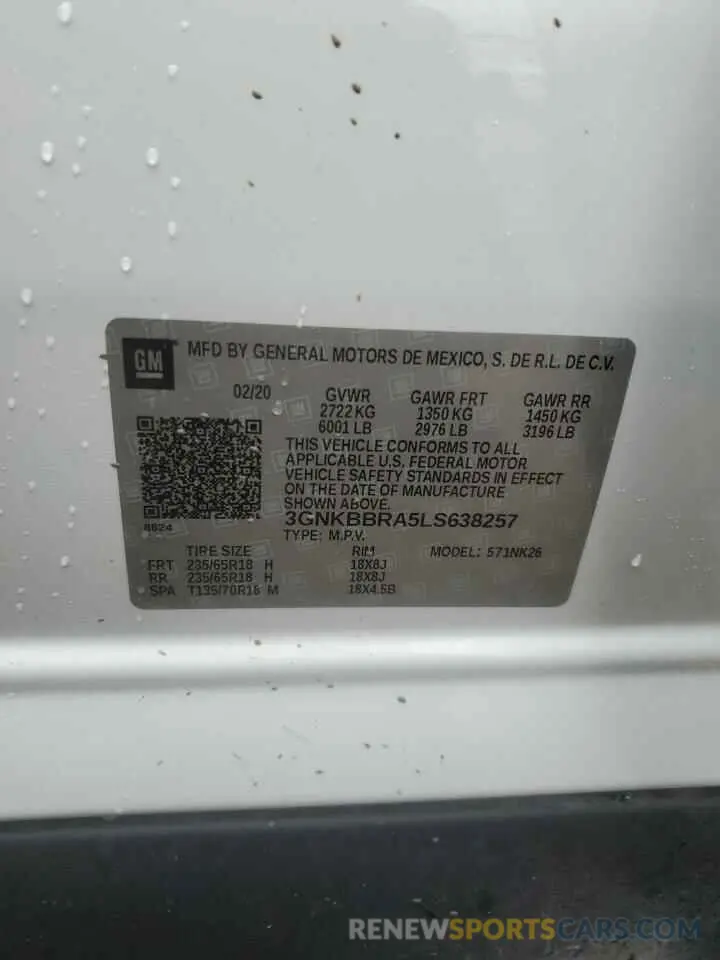 GM
MFD BY GENERAL MOTORS DE MEXICO, S. DE R.L. DE C.V.
02/20 GVWR GAWR FRT GAWR RR
2722 KG 1350 KG 1450 KG
6001 LB 2976 LB 3196 LB
THIS VEHICLE CONFORMS TO ALL
APPLICABLE U.S. FEDERAL MOTOR
VEHICLE SAFETY STANDARDS IN EFFECT
ON THE DATE OF MANUFACTURE
SHOWN ABOVE.
3GNKBBRA5LS638257
8624
TYPE: M.P.V. MODEL: 571NK26
TIRE SIZE RIM
FRT 235/65R18 H 18X8J
RR 235/65R18 H 18X8J
SPA T135/70R18 M 18X4.5B
RENEWSPORTSCARS.COM